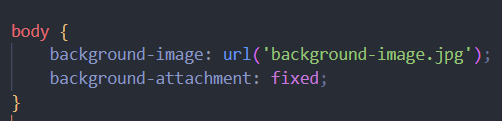 body {
    background-image: url('background-image.jpg');
    background-attachment: fixed;
}